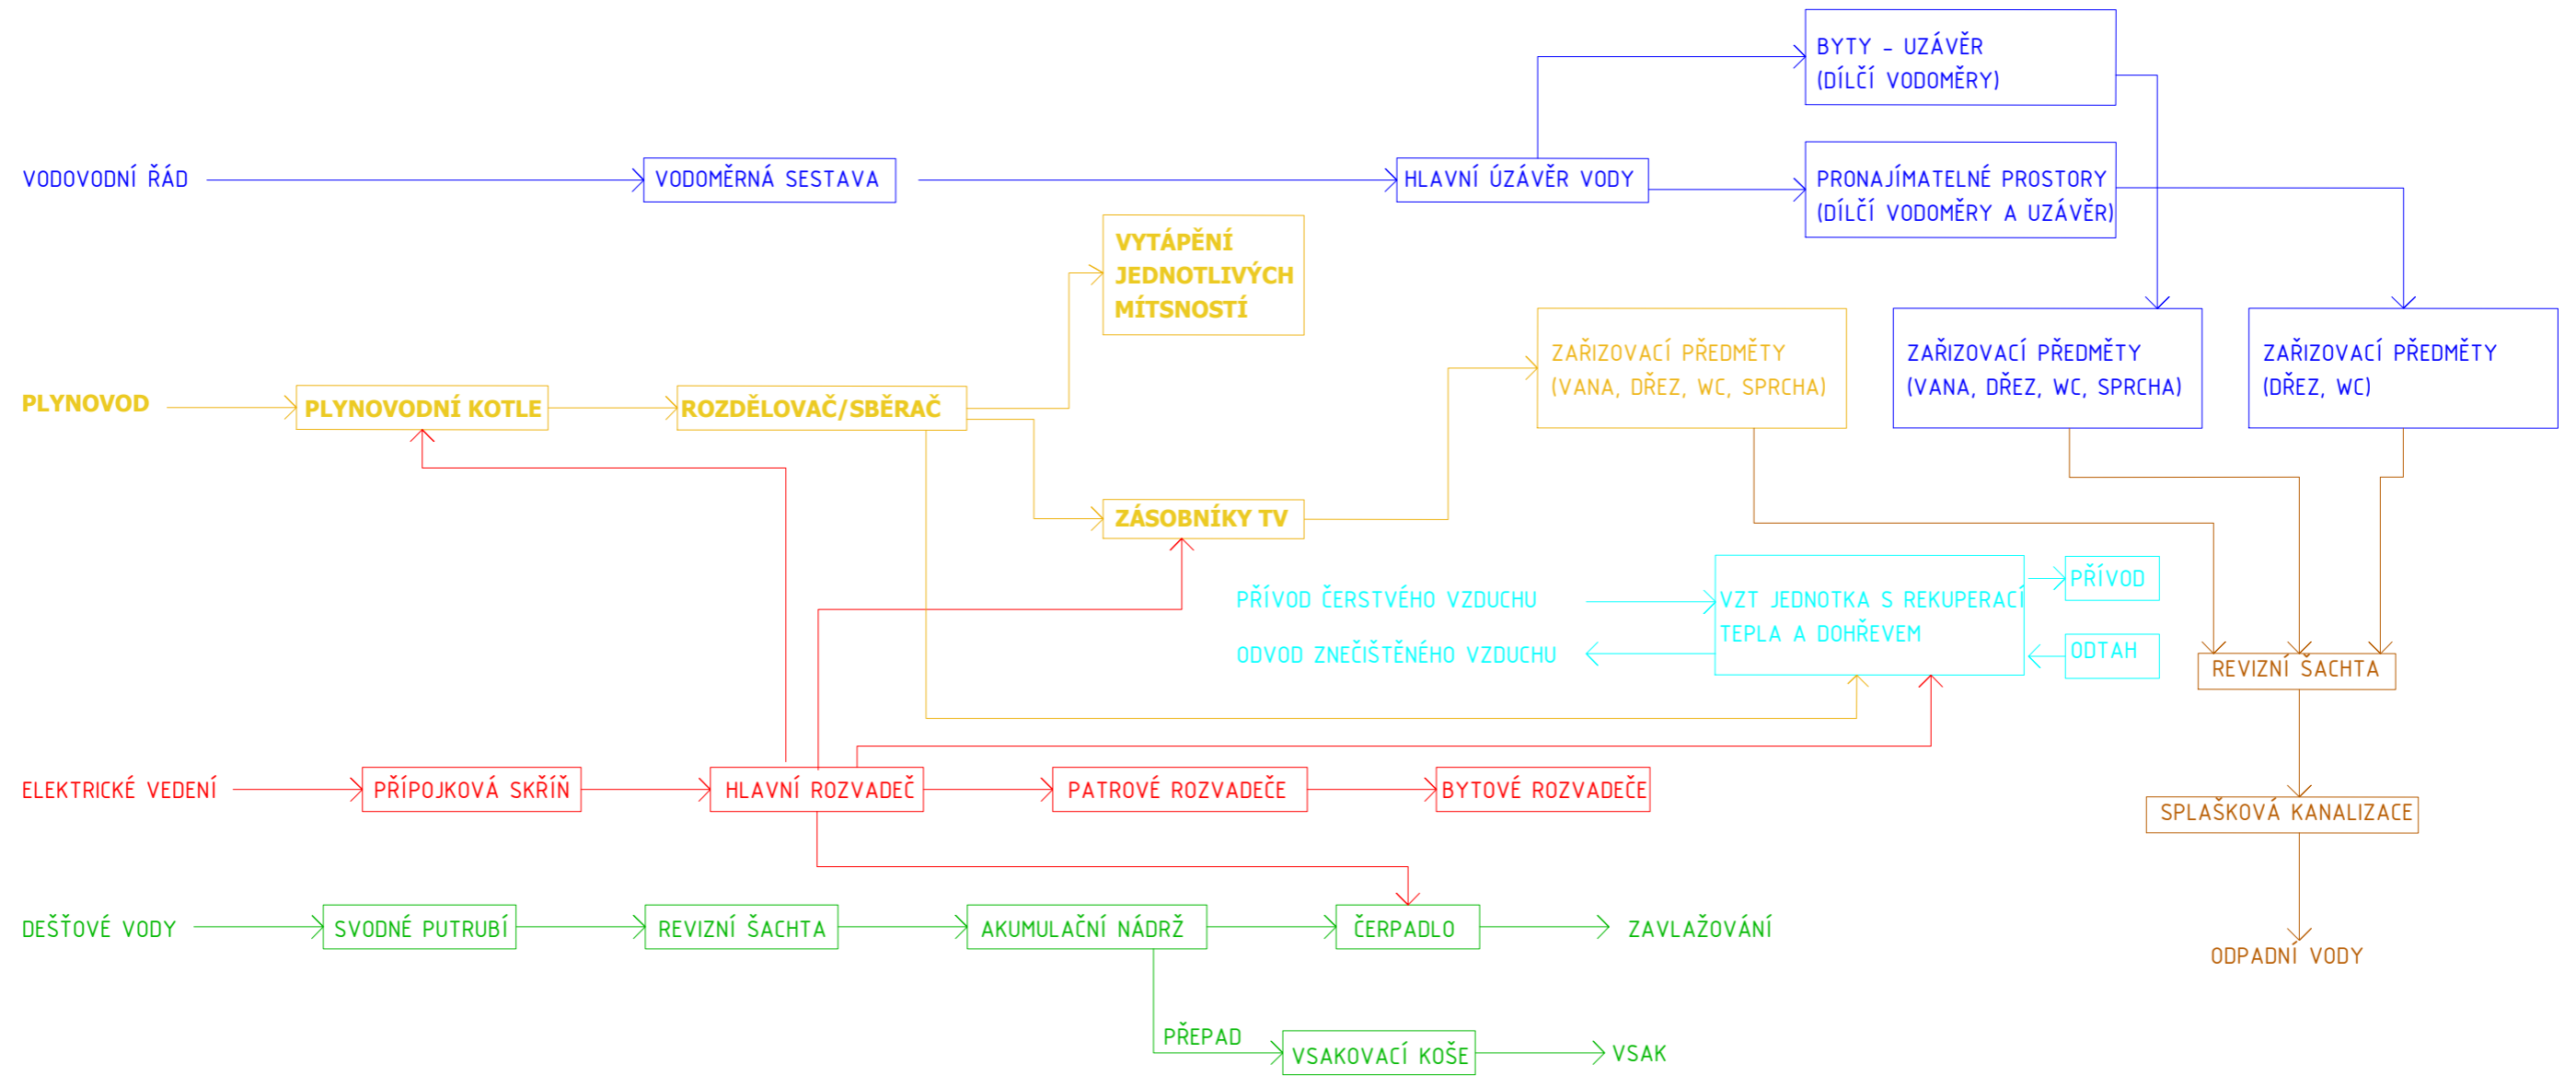 BYTY - UZÁVĚR
(DÍLČÍ VODOMĚRY)
VODOVODNÍ ŘÁD
VODOMĚRNÁ SESTAVA
HLAVNÍ ÚZÁVĚR VODY
PRONAJÍMATELNÉ PROSTORY
(DÍLČÍ VODOMĚRY A UZÁVĚR)
VYTÁPĚNÍ
JEDNOTLIVÝCH
MÍTSNOSTÍ
ZAŘIZOVACÍ PŘEDMĚTY
(VANA, DŘEZ, WC, SPRCHA)
ZAŘIZOVACÍ PŘEDMĚTY
(VANA, DŘEZ, WC, SPRCHA)
ZAŘIZOVACÍ PŘEDMĚTY
(DŘEZ, WC)
PLYNOVOD
PLYNOVODNÍ KOTLE
ROZDĚLOVAČ/SBĚRAČ
ZÁSOBNÍKY TV
PŘÍVOD ČERSTVÉHO VZDUCHU
ODVOD ZNEČIŠTĚNÉHO VZDUCHU
VZT JEDNOTKA S REKUPERACÍ
TEPLA A DOHŘEVEM
PŘÍVOD
ODTAH
REVIZNÍ ŠACHTA
ELEKTRICKÉ VEDENÍ
PŘÍPOJKOVÁ SKŘÍŇ
HLAVNÍ ROZVADEČ
PATROVÉ ROZVADEČE
BYTOVÉ ROZVADEČE
SPLAŠKOVÁ KANALIZACE
DEŠŤOVÉ VODY
SVODNÉ PUTRUBÍ
REVIZNÍ ŠACHTA
AKUMULAČNÍ NÁDRŽ
ČERPADLO
ZAVLAŽOVÁNÍ
ODPADNÍ VODY
PŘEPAD
VSAKOVACÍ KOŠE
VSAK